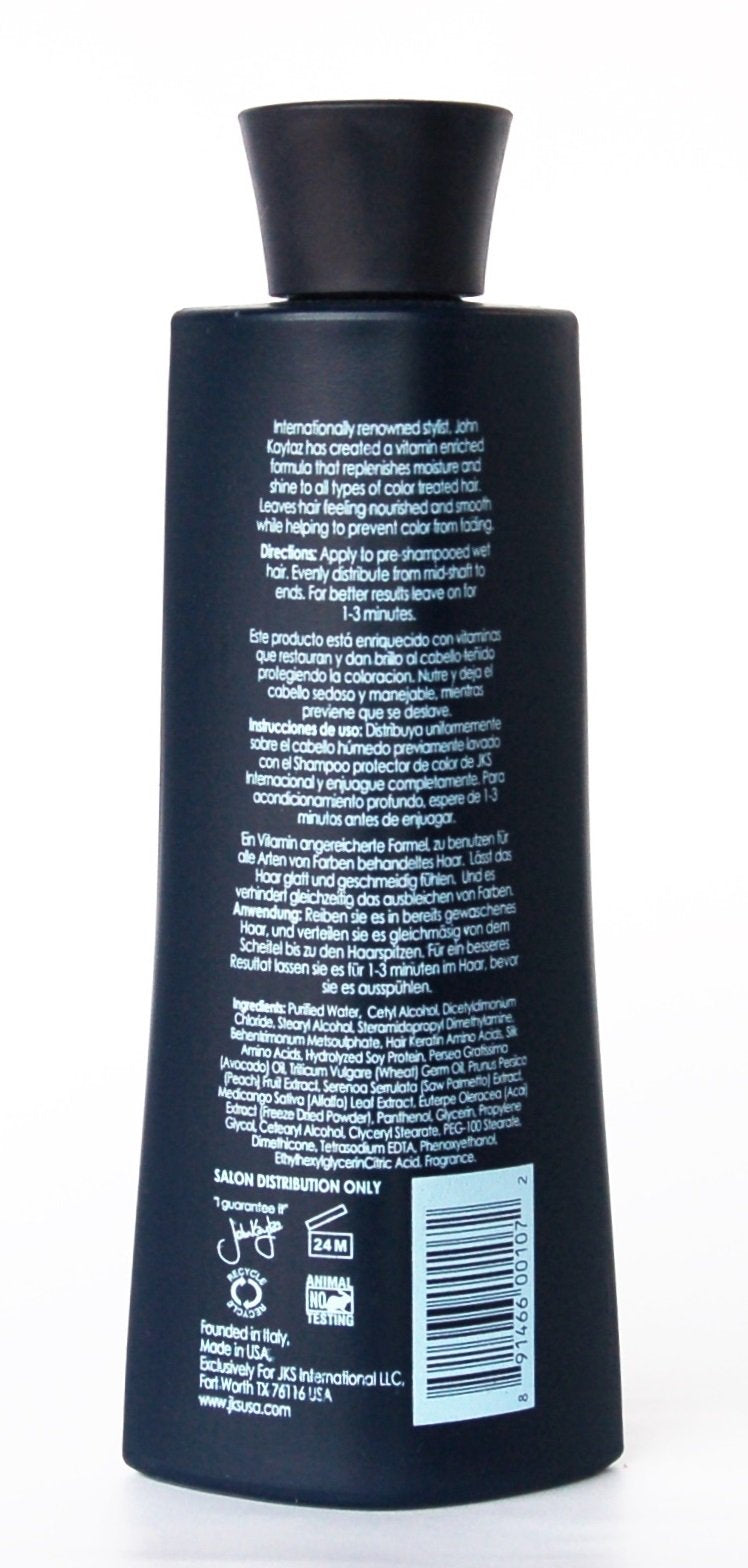 Internationally renowned stylist, John
Kaytaz has created a vitamin enriched
formula that replenishes moisture and
shine to all types of color treated hair.
Leaves hair feeling nourished and smooth
while helping to prevent color from fading.
Directions: Apply to pre-shampooed wet
hair. Evenly distribute from mid-shaft to
ends. For better results leave on for
1-3 minutes.
Este producto está enriquecido con vitaminas
que restauran y dan brillo al cabello teñido
protegiendo la coloracion. Nutre y deja el
cabello sedoso y manejable, mientras
previene que se deslave.
Instrucciones de uso: Distribuya uniformemente
sobre el cabello húmedo previamente lavado
con el Shampoo protector de color de JKS
Internacional y enjuague completamente. Para
acondicionamiento profundo, espere de 1-3
minutos antes de enjuagar.
Ein Vitamin angereicherte Formel, zu benutzen für
alle Arten von Farben behandeltes Haar. Lässt das
Haar glatt und geschmeidig fühlen. Und es
verhindert gleichzeitig das ausbleichen von Farben.
Anwendung: Reiben sie es in bereits gewaschenes
Haar, und verteilen sie es gleichmäsig von dem
Scheitel bis zu den Haarspitzen. Für ein besseres
Resultat lassen sie es für 1-3 minuten im Haar, bevor
sie es ausspühlen.
Ingredients: Purified Water, Cetyl Alcohol, Dicetyldimonium
Chloride, Stearyl Alcohol, Steramidopropyl Dimethylamine,
Behentrimonum Metsoulphate, Hair Keratin Amino Acids, Silk
Amino Acids, Hydrolyzed Soy Protein, Persea Gratissima
(Avocado) Oil, Triticum Vulgare (Wheat) Germ Oil, Prunus Persica
(Peach) Fruit Extract, Serenoa Serrulata (Saw Palmetto) Extract,
Medicango Sativa (Alfalfa) Leaf Extract, Euterpe Oleracea (Acai)
Extract (Freeze Dried Powder), Panthenol, Glycerin, Propylene
Glycol, Cetearyl Alcohol, Glyceryl Stearate, PEG-100 Stearate,
Dimethicone, Tetrasodium EDTA, Phenoxyethanol,
EthylhexylglycerinCitric Acid, Fragrance.
SALON DISTRIBUTION ONLY
"I guarantee it"
John Kaytaz
24M
RECYCLE
RECYCLE
ANIMAL
NO
TESTING
Founded in Italy,
Made in USA,
Exclusively For JKS International LLC,
Fort Worth TX 76116 USA
www.jksusa.com
8 91466 00107 2